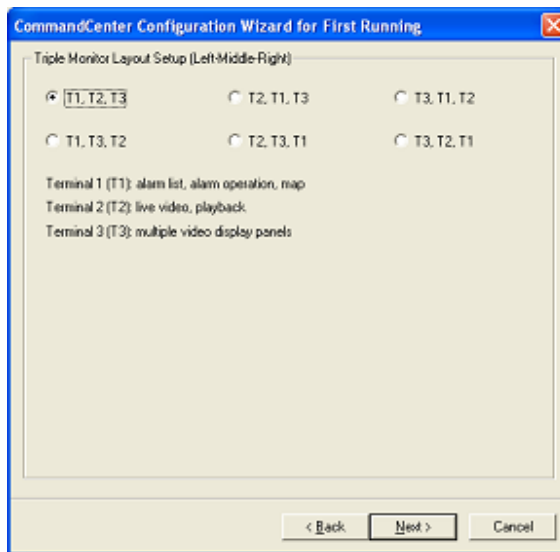 CommandCenter Configuration Wizard for First Running
Triple Monitor Layout Setup (Left-Middle-Right)
T1, T2, T3 T2, T1, T3 T3, T1, T2
T1, T3, T2 T2, T3, T1 T3, T2, T1
Terminal 1 (T1): alarm list, alarm operation, map
Terminal 2 (T2): live video, playback
Terminal 3 (T3): multiple video display panels
< Back Next > Cancel